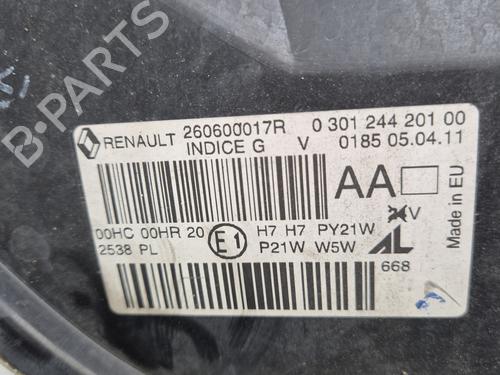 RENAULT 260600017R 0 301 244 201 00
INDICE G V 0185 05.04.11
AA
Made in EU
V
00HC 00HR 20 E1 H7 H7 PY21W
2538 PL P21W W5W AL
668
B-PARTS